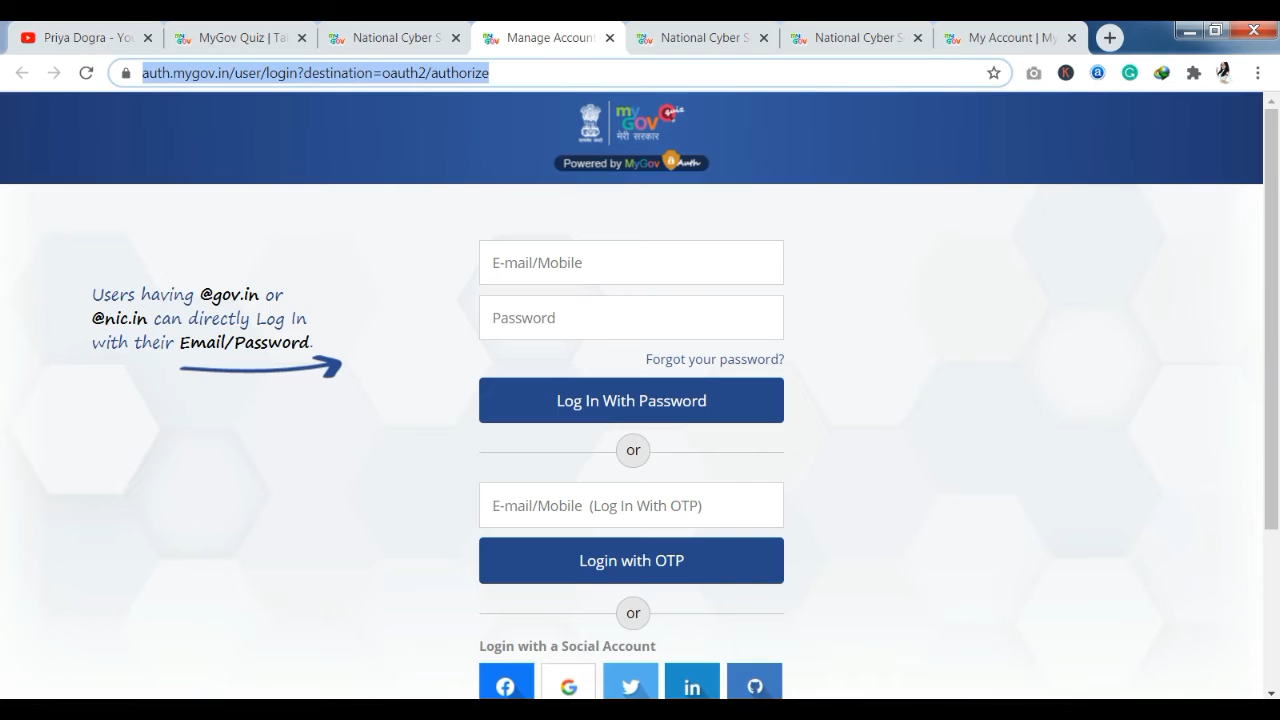 Priya Dogra - You
MyGov Quiz | Tal
National Cyber S
Manage Account
National Cyber S
National Cyber S
My Account | My
auth.mygov.in/user/login?destination=oauth2/authorize
my
GOV
quiz
मेरी सरकार
Powered by MyGov Auth
E-mail/Mobile
Users having @gov.in or
@nic.in can directly Log In
with their Email/Password.
Password
Forgot your password?
Log In With Password
or
E-mail/Mobile (Log In With OTP)
Login with OTP
or
Login with a Social Account